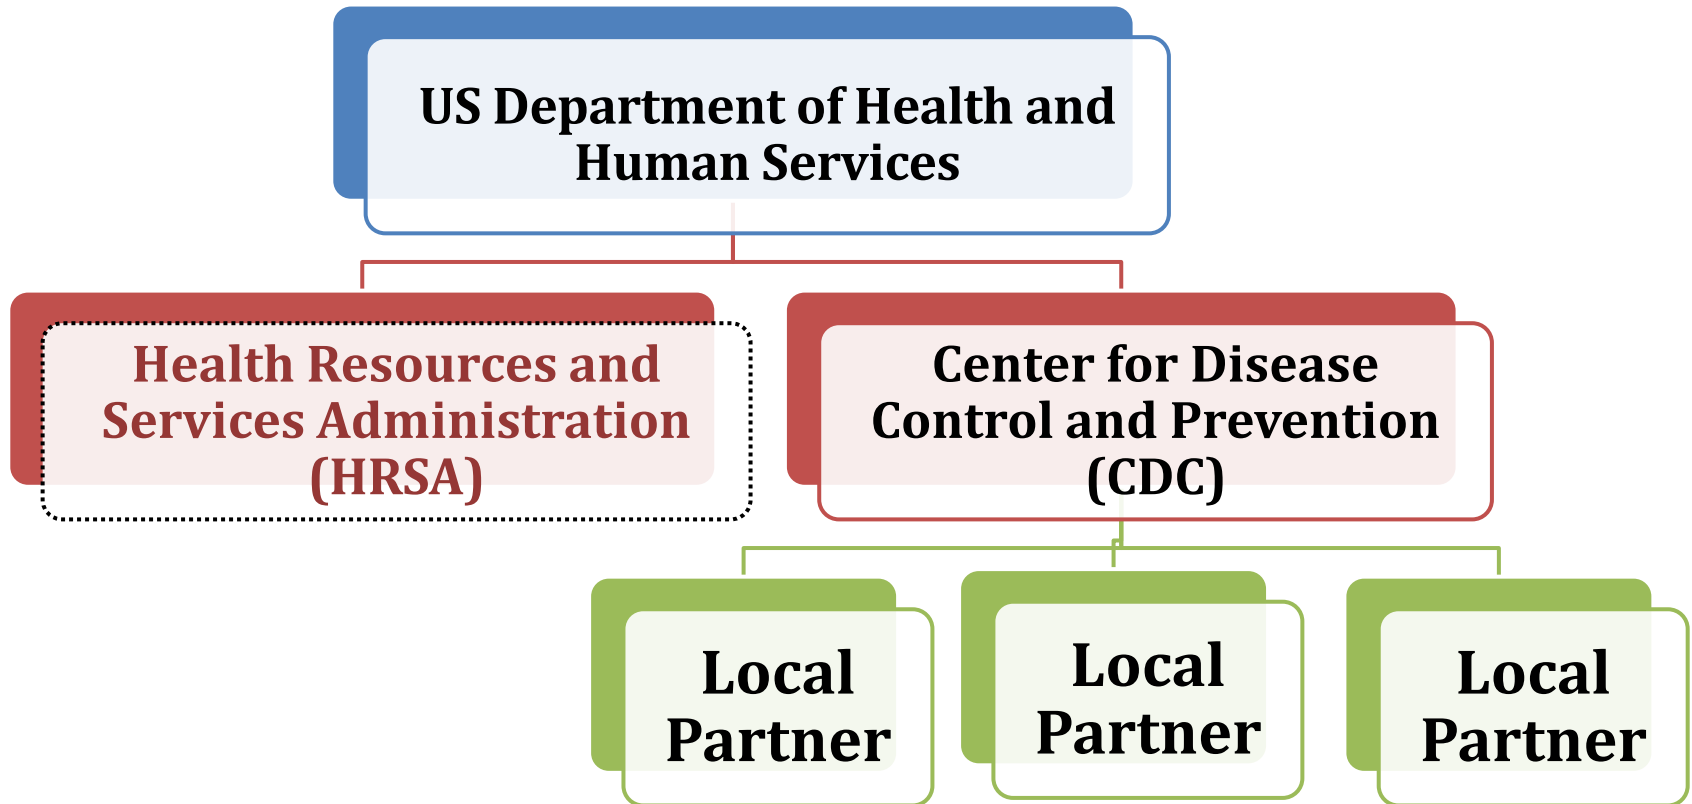 US Department of Health and
Human Services
Health Resources and
Services Administration
(HRSA)
Center for Disease
Control and Prevention
(CDC)
Local
Partner
Local
Partner
Local
Partner